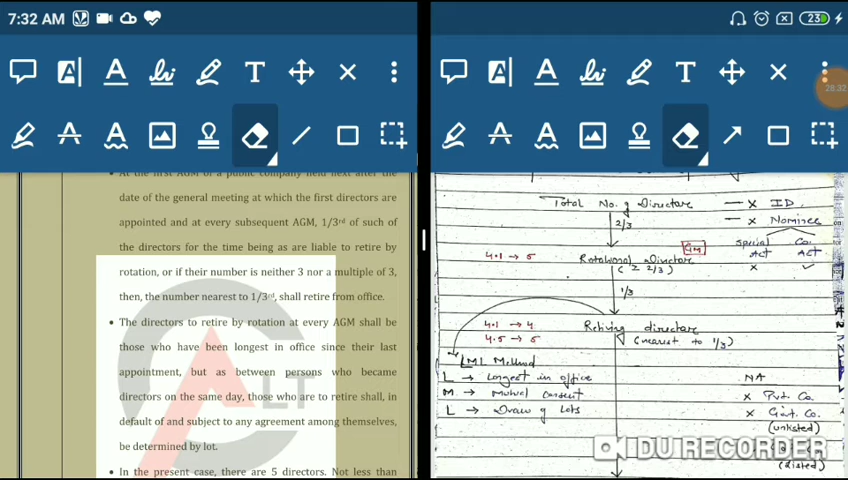 7:32 AM
23
26:32
At the first AGM of a public company held next after the
date of the general meeting at which the first directors are
appointed and at every subsequent AGM, 1/3rd of such of
the directors for the time being as are liable to retire by
rotation, or if their number is neither 3 nor a multiple of 3,
then, the number nearest to 1/3rd, shall retire from office.
• The directors to retire by rotation at every AGM shall be
those who have been longest in office since their last
appointment, but as between persons who became
directors on the same day, those who are to retire shall, in
default of and subject to any agreement among themselves,
be determined by lot.
• In the present case, there are 5 directors. Not less than
ALT
Total No. of Directors — x ID.
2/3 — x Nominee
GM Special Co.
4.1 → 5 Rotational Director Act Act
(≥ 2/3) x ✓
1/3
4.1 → 4 Retiring directors
4.5 → 5 (nearest to 1/3)
LML Method
L → Longest in office NA
M → Mutual consent x Pvt. Co.
L → Draw of lots x Govt. Co.
(unlisted)
DU RECORDER
(listed)